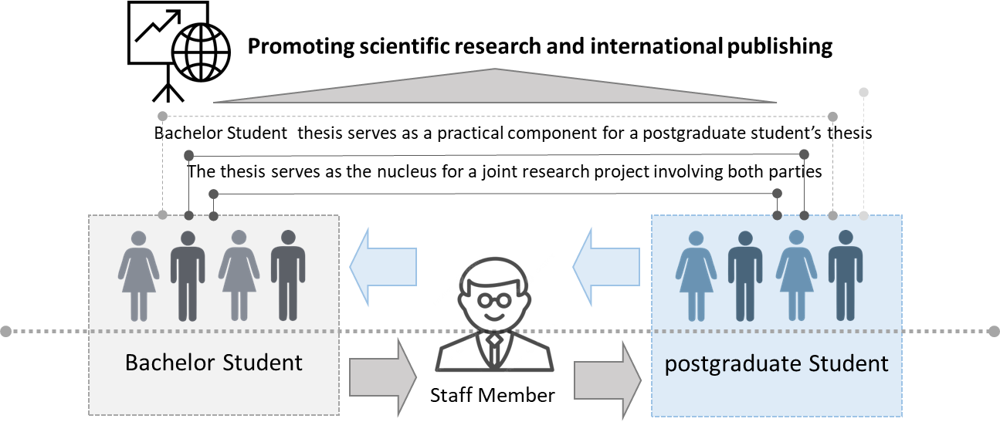 Promoting scientific research and international publishing
Bachelor Student  thesis serves as a practical component for a postgraduate student’s thesis
The thesis serves as the nucleus for a joint research project involving both parties
Bachelor Student
Staff Member
postgraduate Student